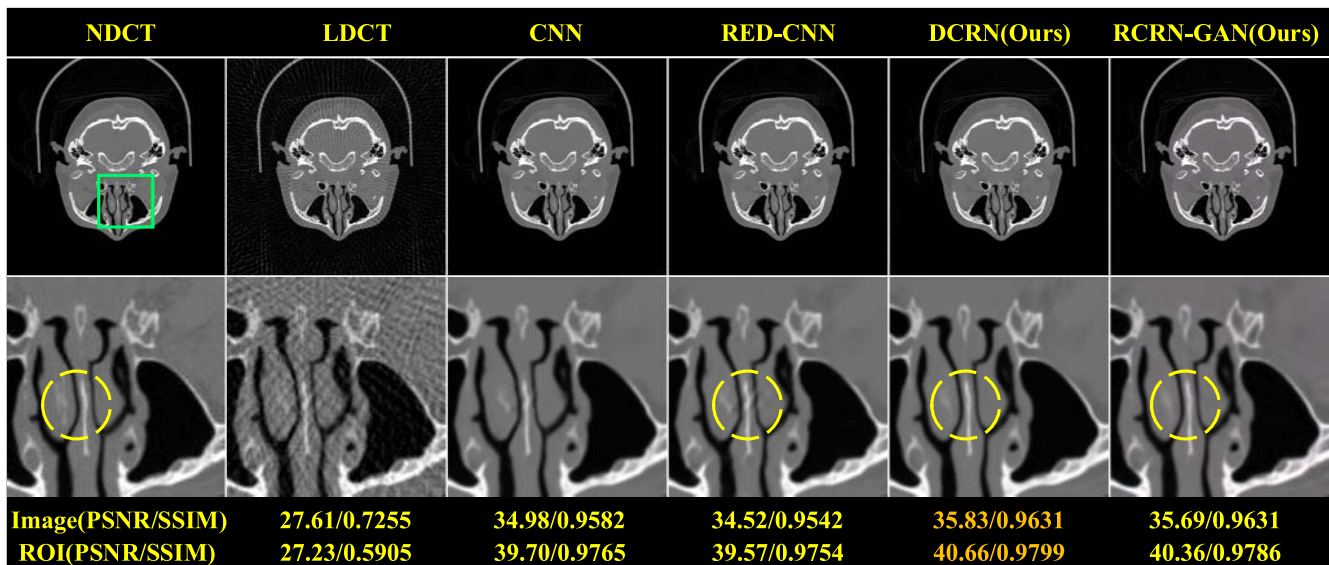 NDCT LDCT CNN RED-CNN DCRN(Ours) RCRN-GAN(Ours)
Image(PSNR/SSIM) 27.61/0.7255 34.98/0.9582 34.52/0.9542 35.83/0.9631 35.69/0.9631
ROI(PSNR/SSIM) 27.23/0.5905 39.70/0.9765 39.57/0.9754 40.66/0.9799 40.36/0.9786